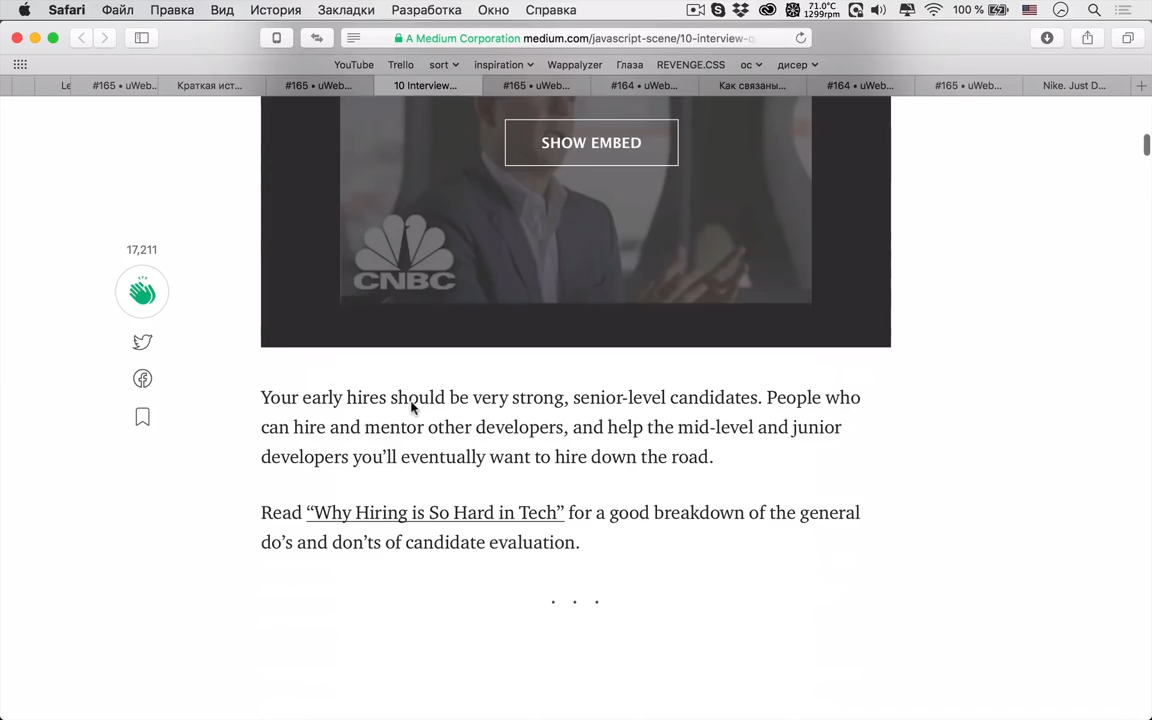 Safari Файл Правка Вид История Закладки Разработка Окно Справка 71.0°C 1299rpm 100 %
A Medium Corporation medium.com/javascript-scene/10-interview-q
YouTube Trello sort inspiration Wappalyzer Глаза REVENGE.CSS ос дисер
Le #165 • uWeb... Краткая ист... #165 • uWeb... 10 Interview... #165 • uWeb... #164 • uWeb... Как связаны... #164 • uWeb... #165 • uWeb... Nike. Just D...
SHOW EMBED
CNBC
17,211
Your early hires should be very strong, senior-level candidates. People who
can hire and mentor other developers, and help the mid-level and junior
developers you’ll eventually want to hire down the road.
Read “Why Hiring is So Hard in Tech” for a good breakdown of the general
do’s and don’ts of candidate evaluation.
. . .